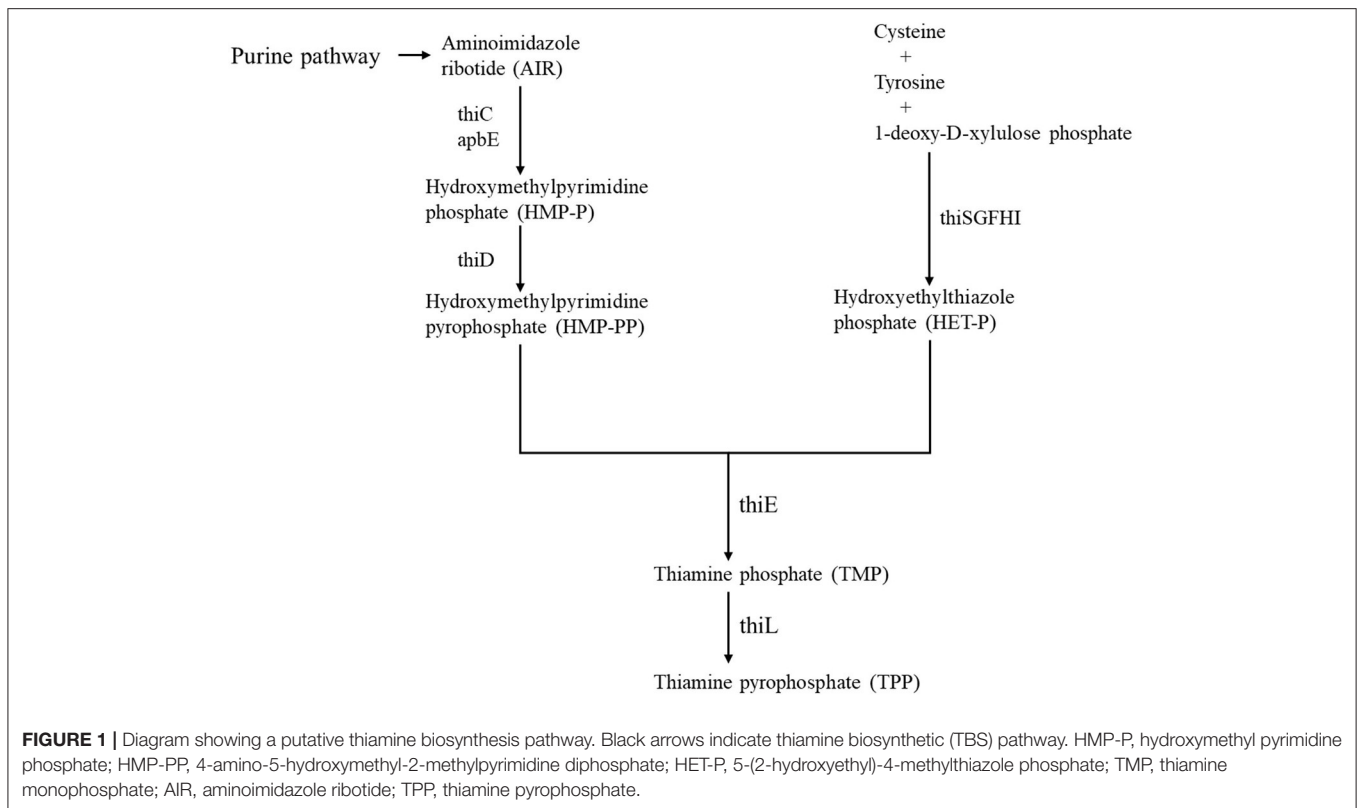 Purine pathway
Aminoimidazole
ribotide (AIR)
thiC
apbE
Hydroxymethylpyrimidine
phosphate (HMP-P)
thiD
Hydroxymethylpyrimidine
pyrophosphate (HMP-PP)
Cysteine
+
Tyrosine
+
1-deoxy-D-xylulose phosphate
thiSGFHI
Hydroxyethylthiazole
phosphate (HET-P)
thiE
Thiamine phosphate (TMP)
thiL
Thiamine pyrophosphate (TPP)
FIGURE 1 | Diagram showing a putative thiamine biosynthesis pathway. Black arrows indicate thiamine biosynthetic (TBS) pathway. HMP-P, hydroxymethyl pyrimidine
phosphate; HMP-PP, 4-amino-5-hydroxymethyl-2-methylpyrimidine diphosphate; HET-P, 5-(2-hydroxyethyl)-4-methylthiazole phosphate; TMP, thiamine
monophosphate; AIR, aminoimidazole ribotide; TPP, thiamine pyrophosphate.